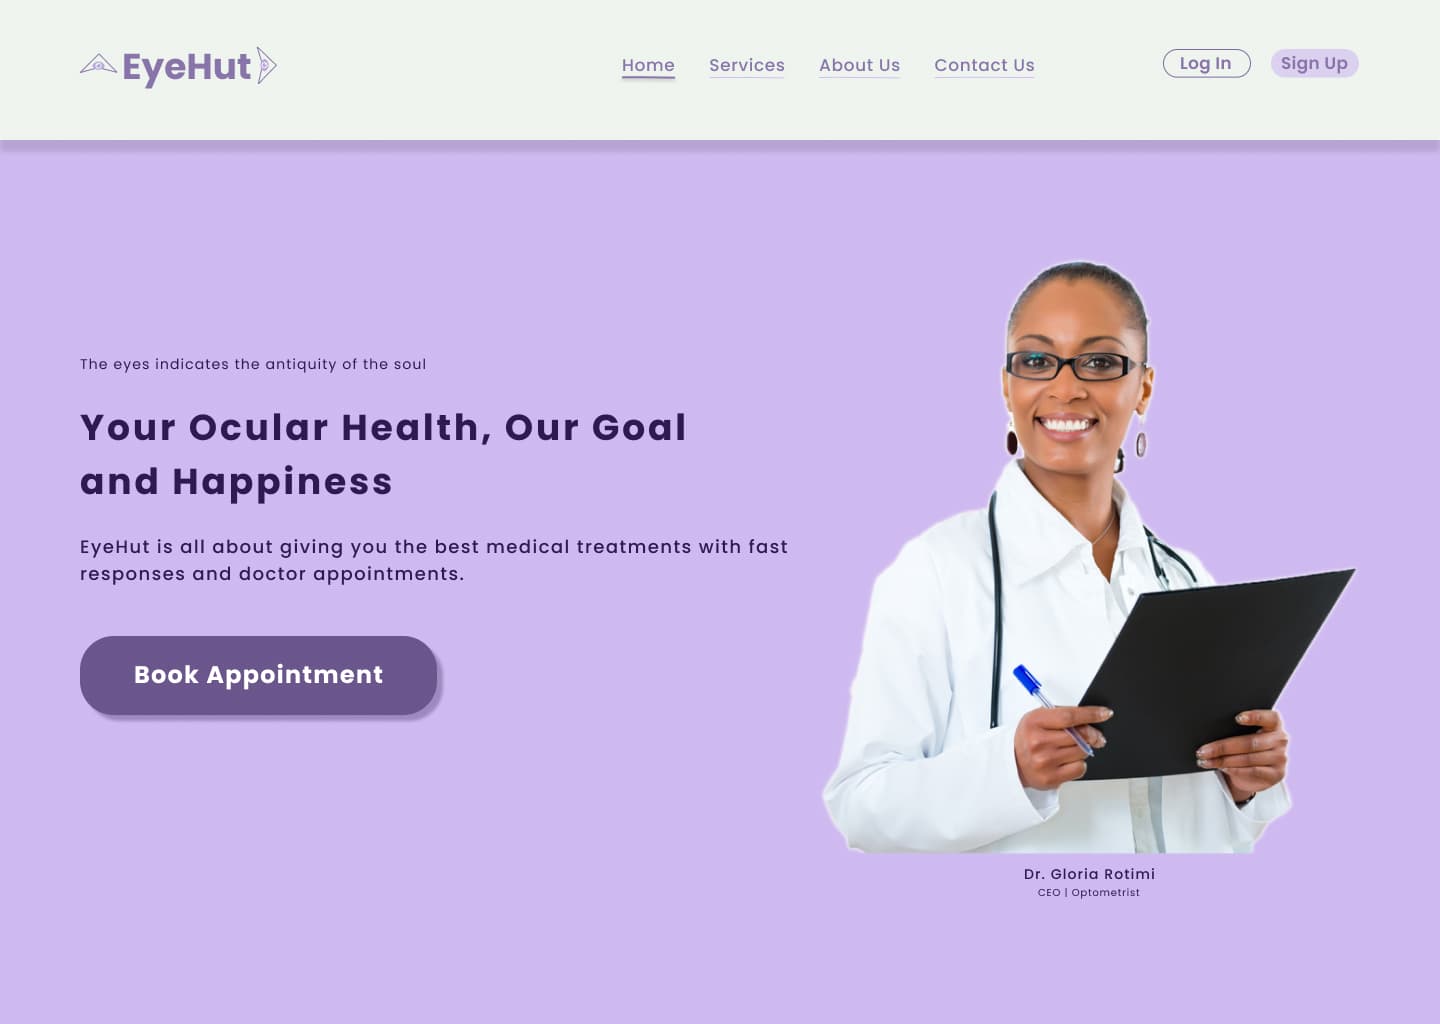 EyeHut
Home Services About Us Contact Us
Log In Sign Up
The eyes indicates the antiquity of the soul
Your Ocular Health, Our Goal
and Happiness
EyeHut is all about giving you the best medical treatments with fast
responses and doctor appointments.
Book Appointment
Dr. Gloria Rotimi
CEO | Optometrist